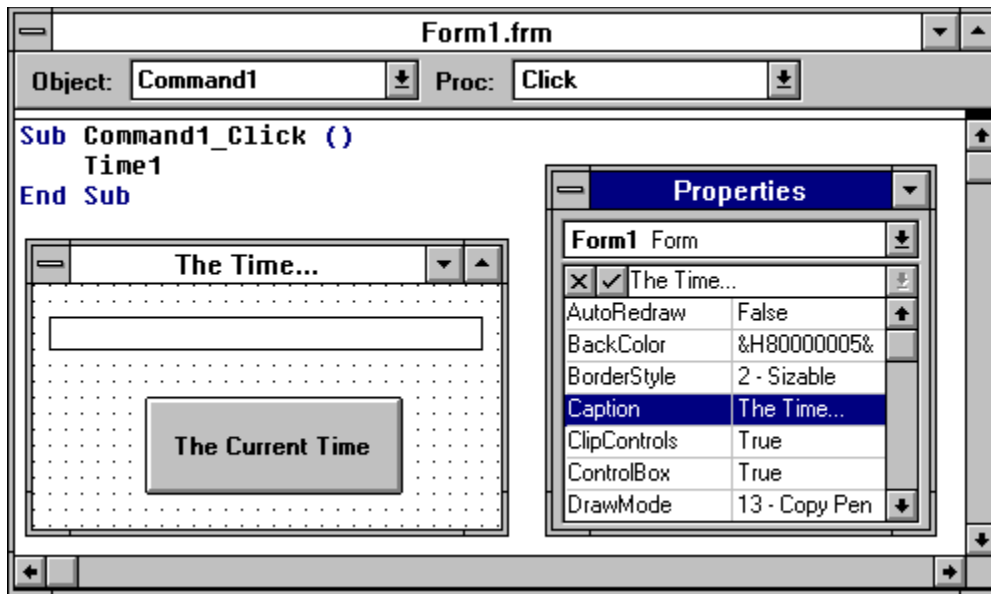 Form1.frm
Object: Command1 Proc: Click
Sub Command1_Click ()
Time1
End Sub
The Time...
The Current Time
Properties
Form1 Form
The Time...
AutoRedraw False
BackColor &H80000005&
BorderStyle 2 - Sizable
Caption The Time...
ClipControls True
ControlBox True
DrawMode 13 - Copy Pen